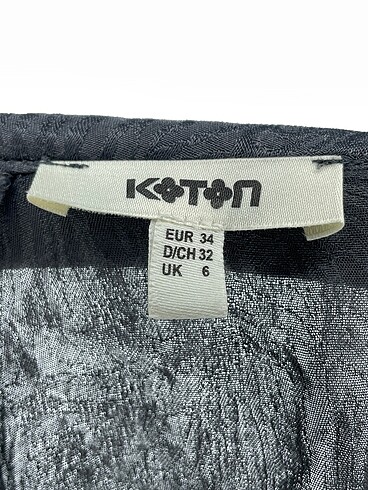 KOTON
EUR 34
D/CH 32
UK 6